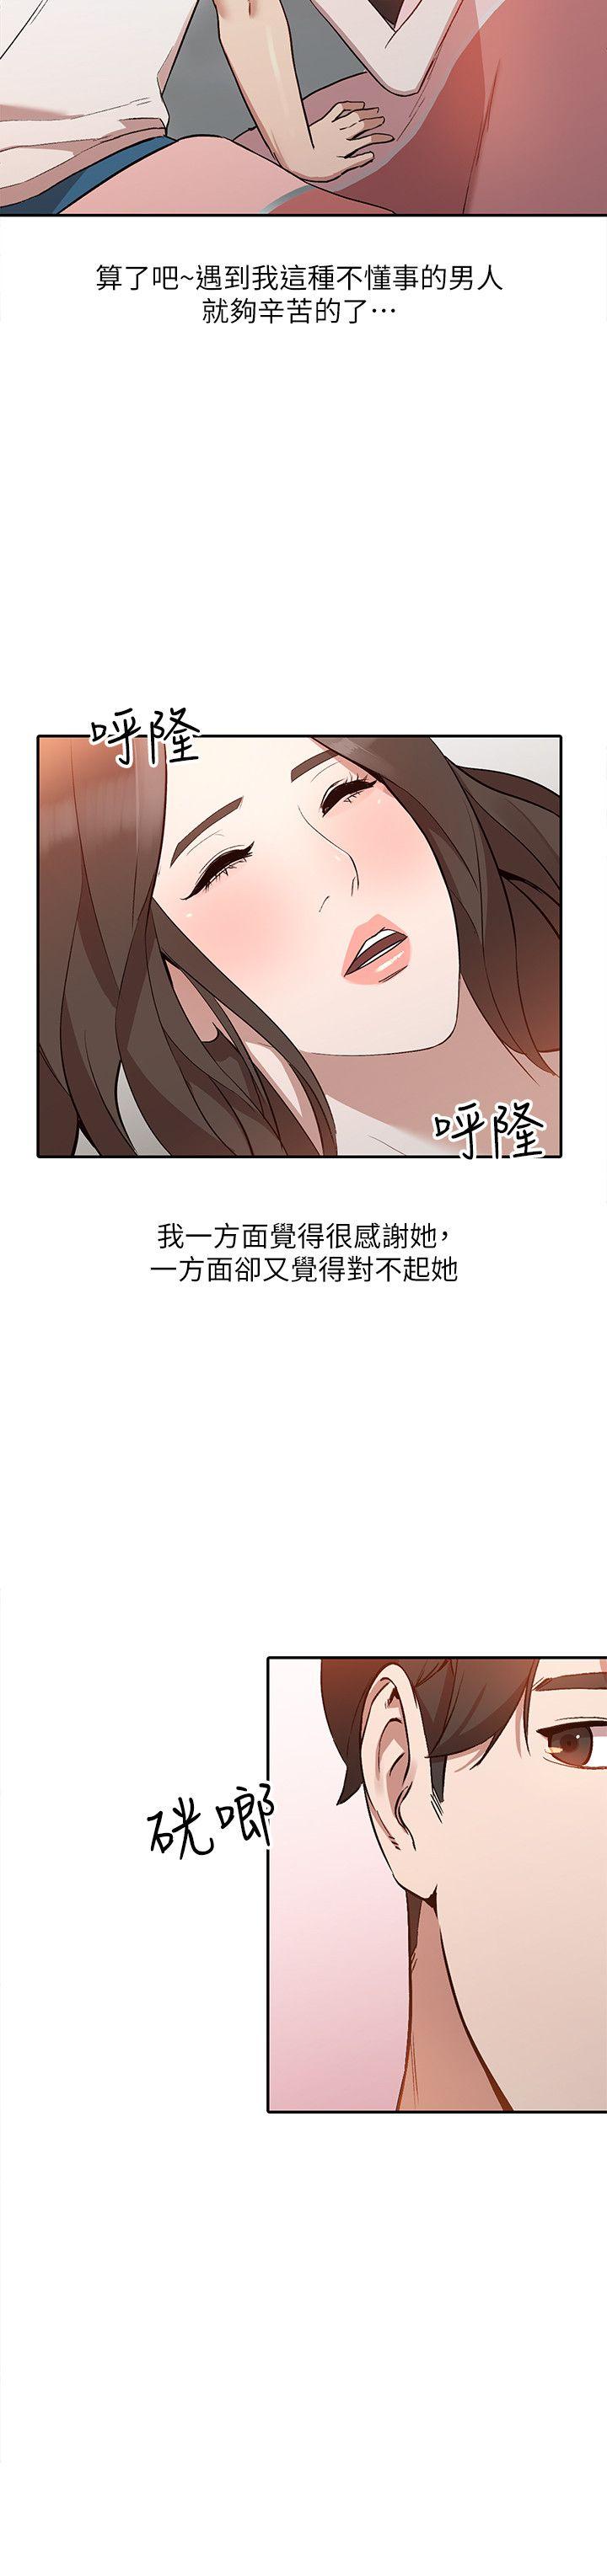 算了吧~遇到我這種不懂事的男人
就夠辛苦的了…
呼隆
呼隆
我一方面覺得很感謝她,
一方面卻又覺得對不起她
硄啷